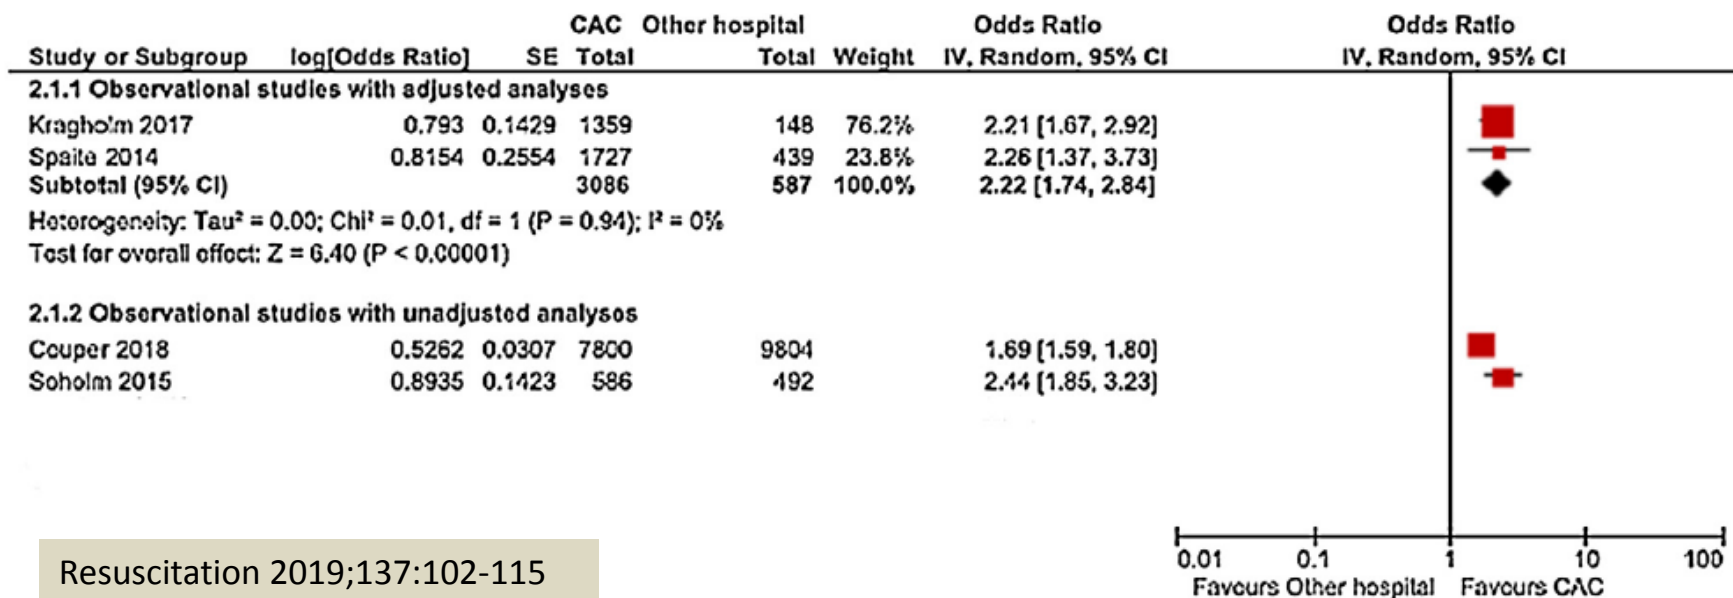 CAC Other hospital Odds Ratio Odds Ratio
Study or Subgroup log[Odds Ratio] SE Total Total Weight IV, Random, 95% CI IV, Random, 95% CI
2.1.1 Observational studies with adjusted analyses
Kragholm 2017 0.793 0.1429 1359 148 76.2% 2.21 [1.67, 2.92]
Spaite 2014 0.8154 0.2554 1727 439 23.8% 2.26 [1.37, 3.73]
Subtotal (95% CI) 3086 587 100.0% 2.22 [1.74, 2.84]
Heterogeneity: Tau² = 0.00; Chi² = 0.01, df = 1 (P = 0.94); I² = 0%
Test for overall effect: Z = 6.40 (P < 0.00001)
2.1.2 Observational studies with unadjusted analyses
Couper 2018 0.5262 0.0307 7800 9804 1.69 [1.59, 1.80]
Soholm 2015 0.8935 0.1423 586 492 2.44 [1.85, 3.23]
0.01 0.1 1 10 100
Favours Other hospital Favours CAC
Resuscitation 2019;137:102-115